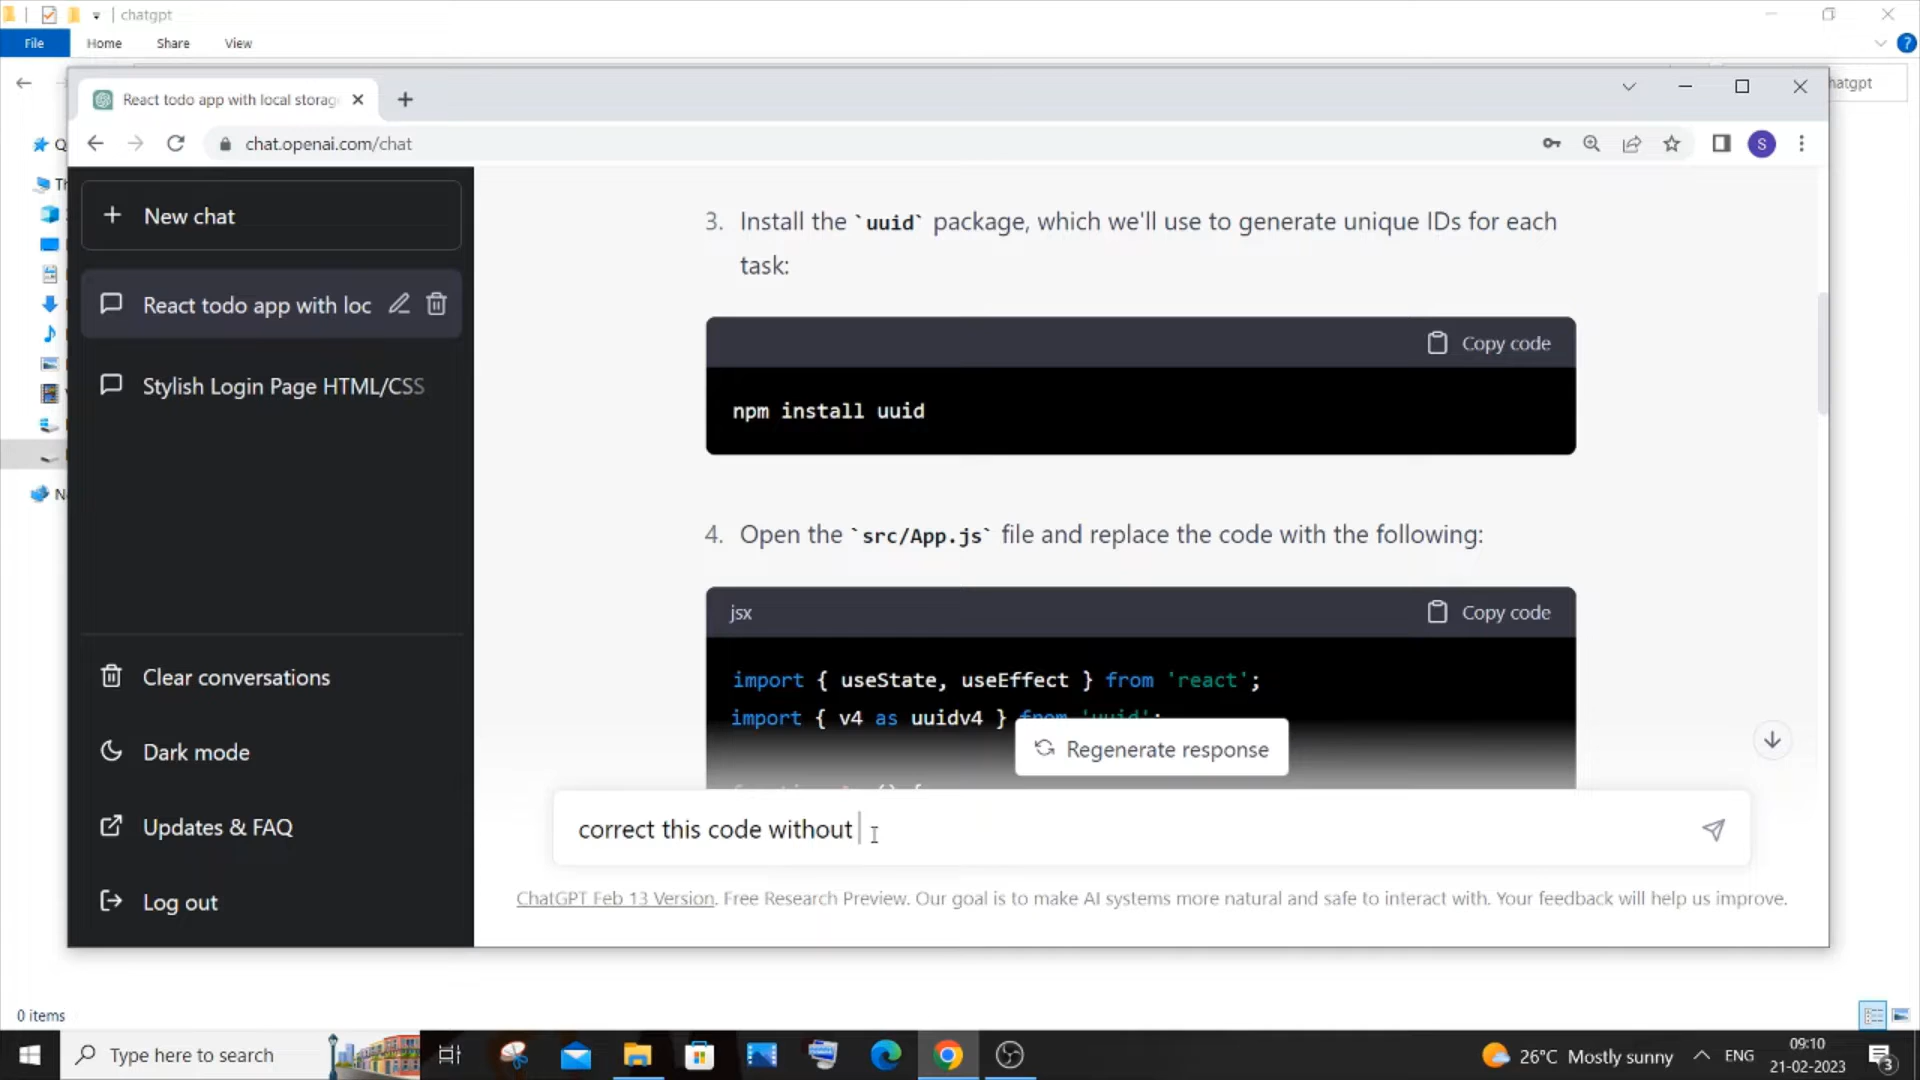 chatgpt
File
Home
Share
View
hatgpt
React todo app with local storag
chat.openai.com/chat
S
New chat
React todo app with loc
Stylish Login Page HTML/CSS
Clear conversations
Dark mode
Updates & FAQ
Log out
3. Install the `uuid` package, which we'll use to generate unique IDs for each
task:
Copy code
npm install uuid
4. Open the `src/App.js` file and replace the code with the following:
jsx
Copy code
import { useState, useEffect } from 'react';
import { v4 as uuidv4 } from 'uuid';
Regenerate response
correct this code without
ChatGPT Feb 13 Version. Free Research Preview. Our goal is to make AI systems more natural and safe to interact with. Your feedback will help us improve.
0 items
Type here to search
26°C Mostly sunny
ENG
09:10
21-02-2023
3